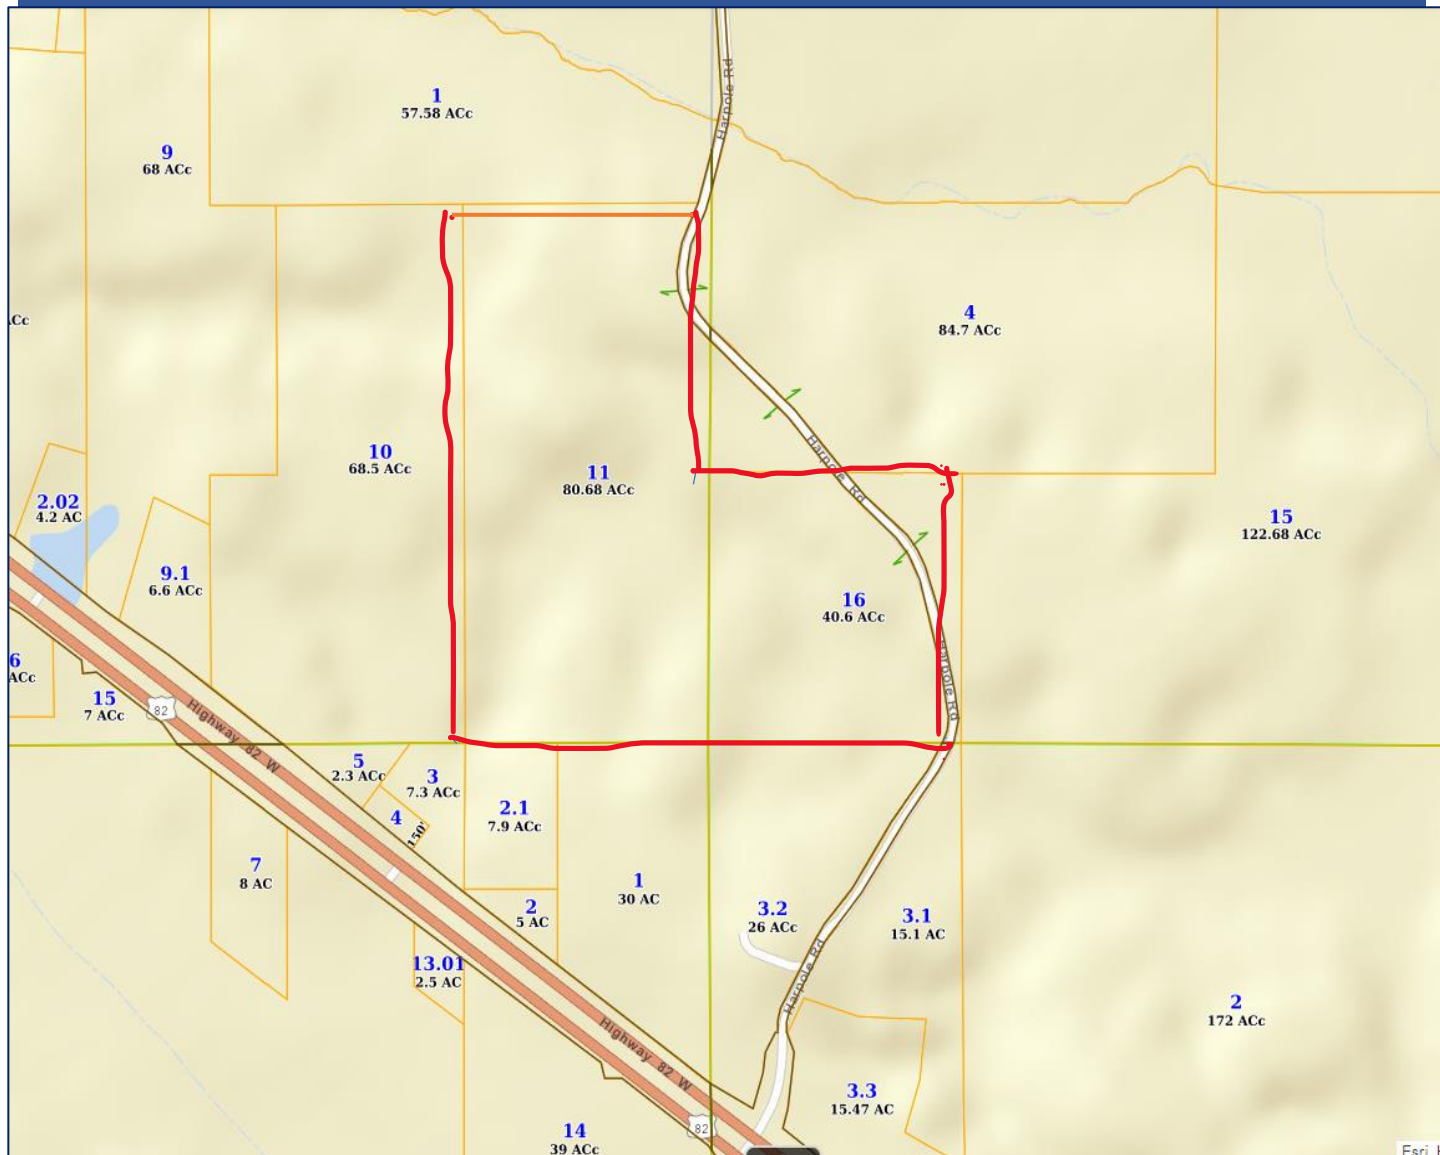 Harpole Rd
1
57.58 ACc
9
68 ACc
4
84.7 ACc
10
68.5 ACc
11
80.68 ACc
Harpole Rd
2.02
4.2 AC
15
122.68 ACc
9.1
6.6 ACc
16
40.6 ACc
6
ACc
15
7 ACc
82
Highway 82 W
Harpole Rd
5
2.3 ACc
3
7.3 ACc
4
150'
2.1
7.9 ACc
7
8 AC
1
30 AC
2
5 AC
3.2
26 ACc
3.1
15.1 AC
13.01
2.5 AC
Harpole Rd
2
172 ACc
Highway 82 W
3.3
15.47 AC
82
14
39 ACc
Esri